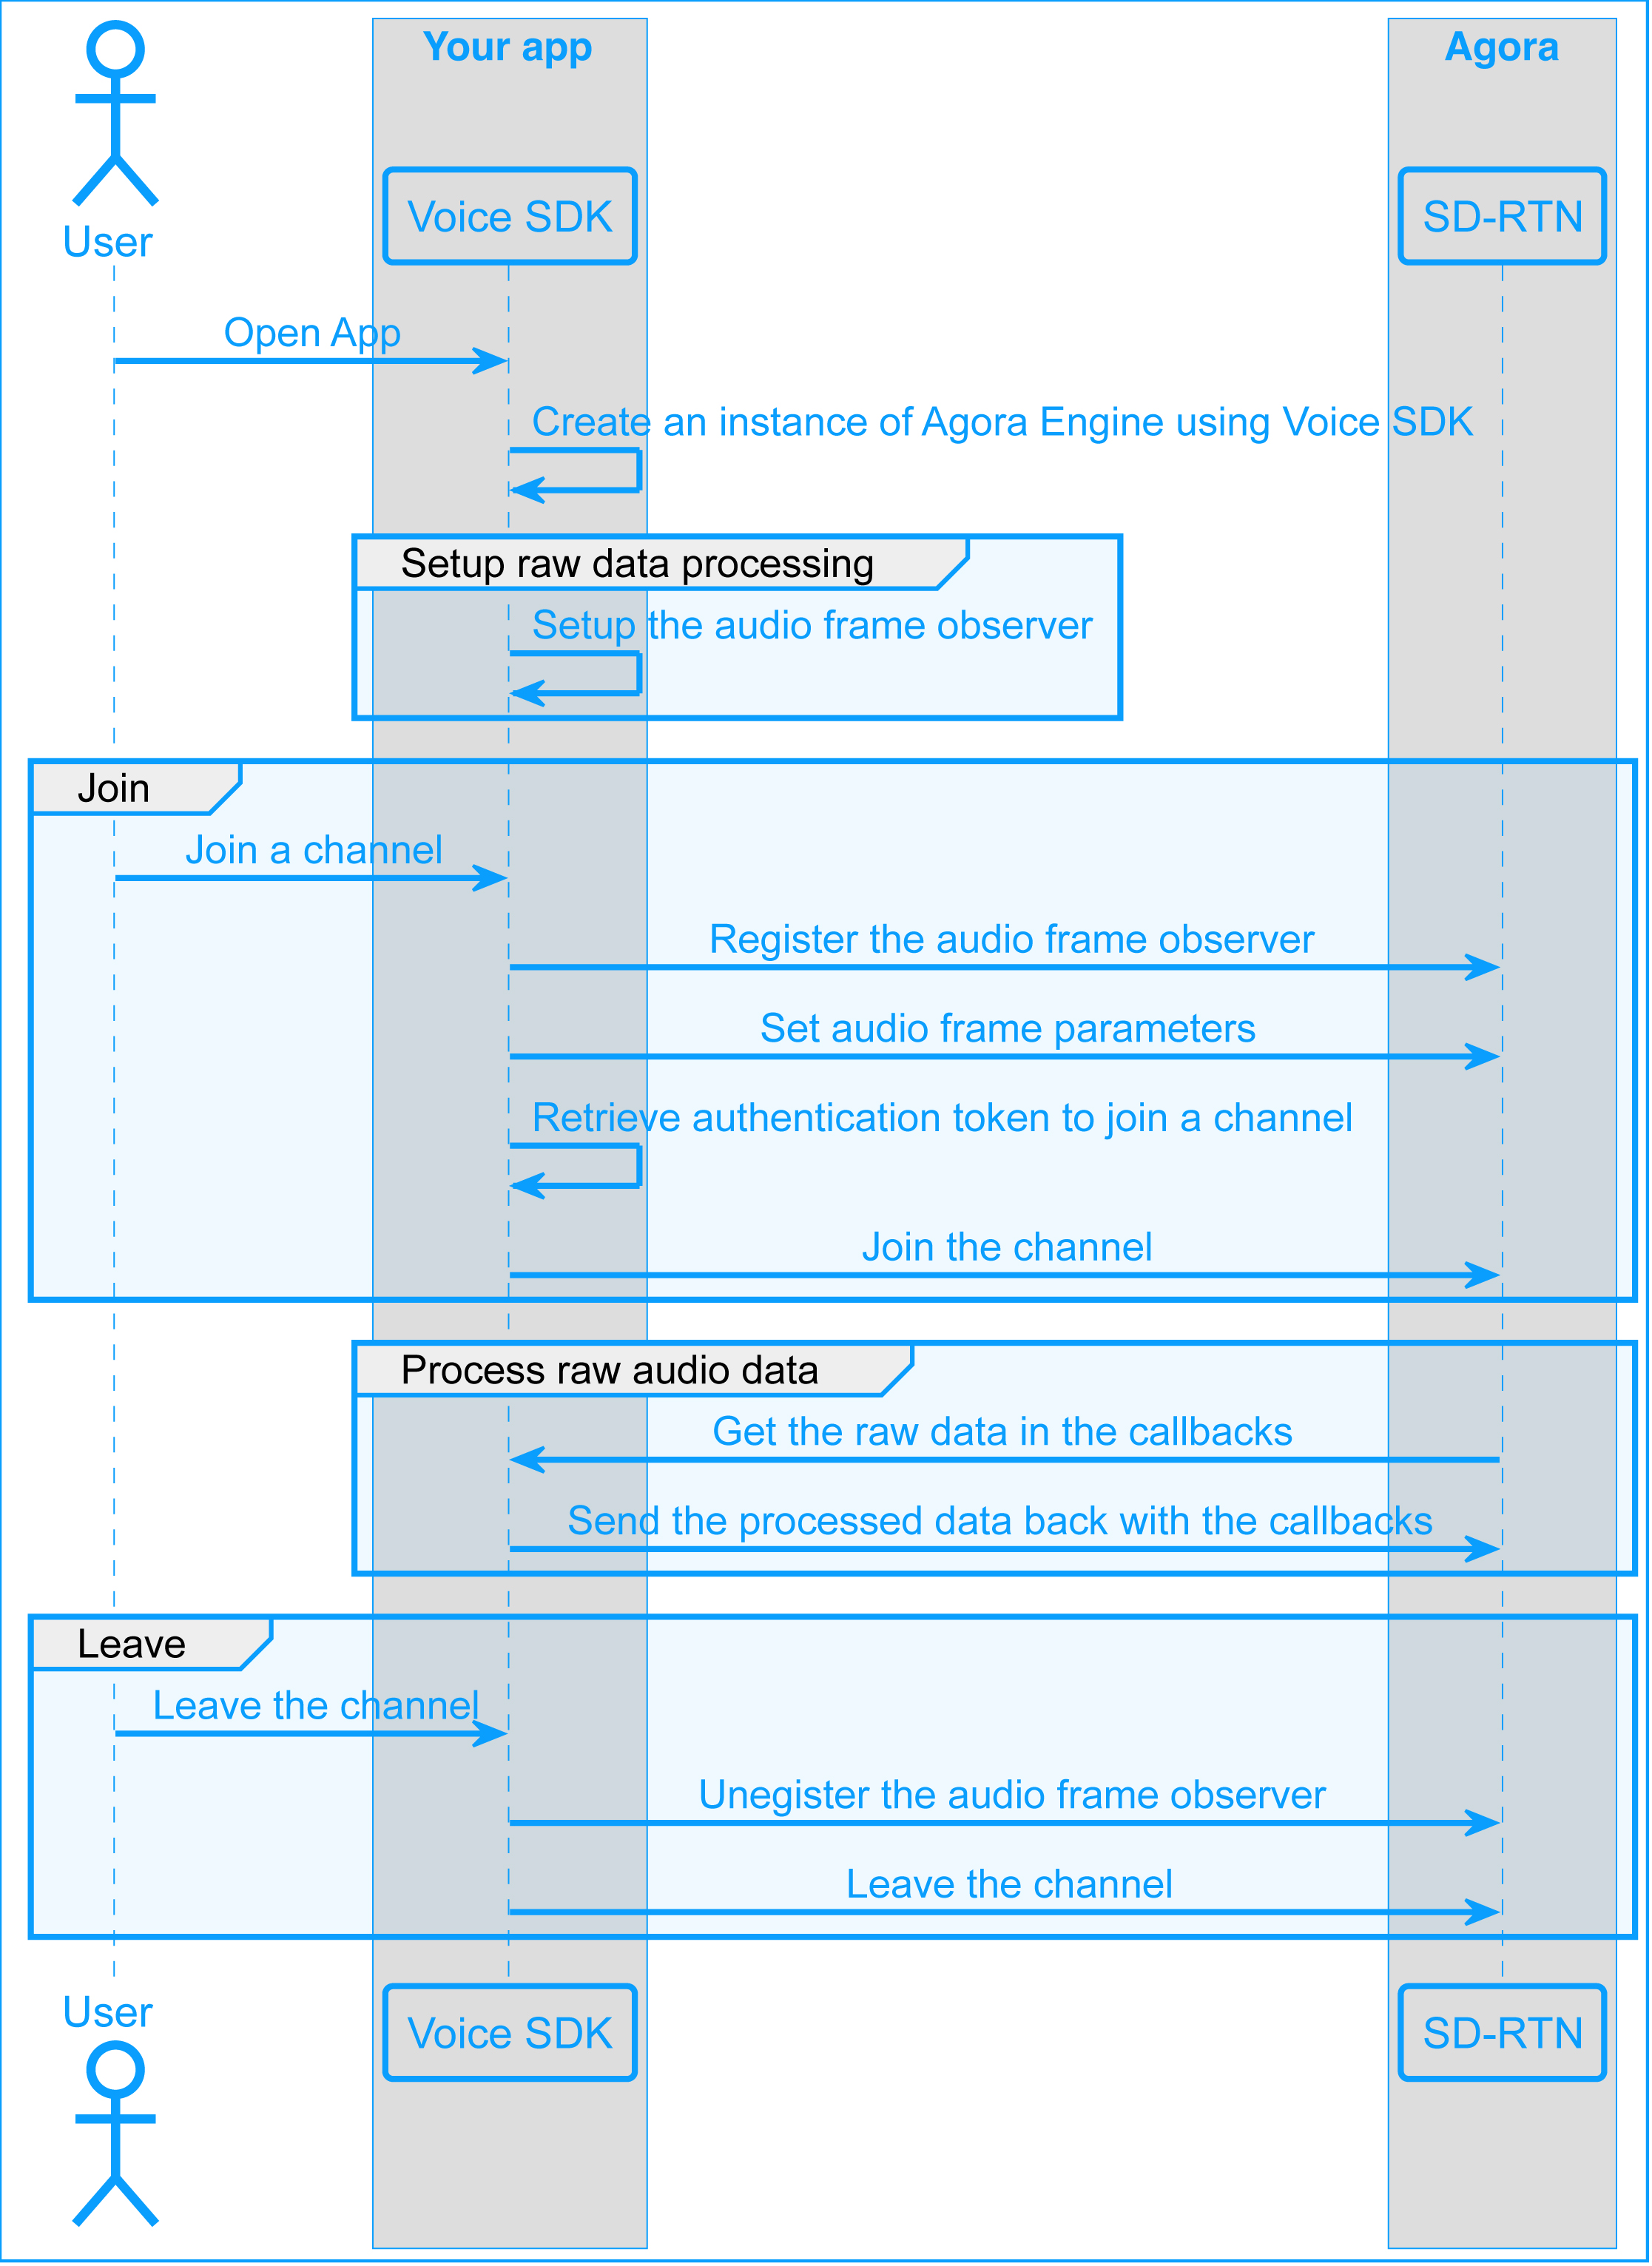 Your app
Agora
User
Voice SDK
SD-RTN
Open App
Create an instance of Agora Engine using Voice SDK
Setup raw data processing
Setup the audio frame observer
Join
Join a channel
Register the audio frame observer
Set audio frame parameters
Retrieve authentication token to join a channel
Join the channel
Process raw audio data
Get the raw data in the callbacks
Send the processed data back with the callbacks
Leave
Leave the channel
Unegister the audio frame observer
Leave the channel
User
Voice SDK
SD-RTN